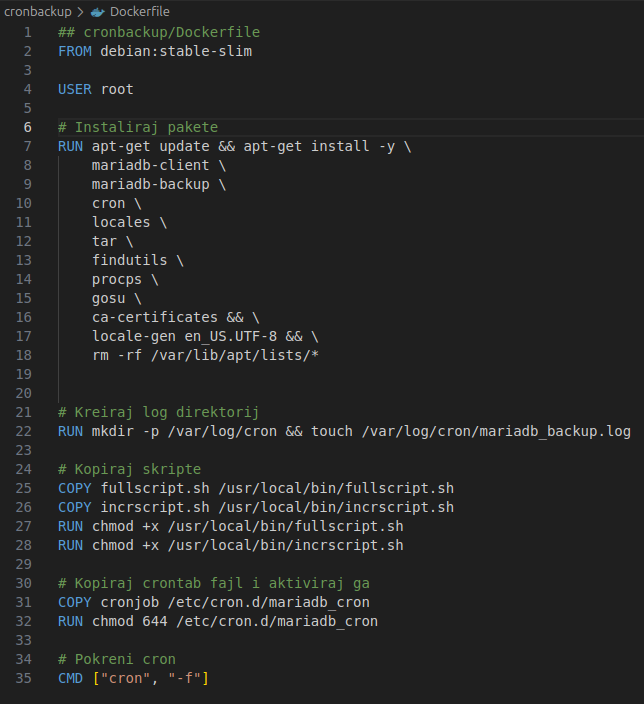 cronbackup > Dockerfile
1 ## cronbackup/Dockerfile
2 FROM debian:stable-slim
3
4 USER root
5
6 # Instaliraj pakete
7 RUN apt-get update && apt-get install -y \
8     mariadb-client \
9     mariadb-backup \
10     cron \
11     locales \
12     tar \
13     findutils \
14     procps \
15     gosu \
16     ca-certificates && \
17     locale-gen en_US.UTF-8 && \
18     rm -rf /var/lib/apt/lists/*
19
20
21 # Kreiraj log direktorij
22 RUN mkdir -p /var/log/cron && touch /var/log/cron/mariadb_backup.log
23
24 # Kopiraj skripte
25 COPY fullscript.sh /usr/local/bin/fullscript.sh
26 COPY incrscript.sh /usr/local/bin/incrscript.sh
27 RUN chmod +x /usr/local/bin/fullscript.sh
28 RUN chmod +x /usr/local/bin/incrscript.sh
29
30 # Kopiraj crontab fajl i aktiviraj ga
31 COPY cronjob /etc/cron.d/mariadb_cron
32 RUN chmod 644 /etc/cron.d/mariadb_cron
33
34 # Pokreni cron
35 CMD ["cron", "-f"]